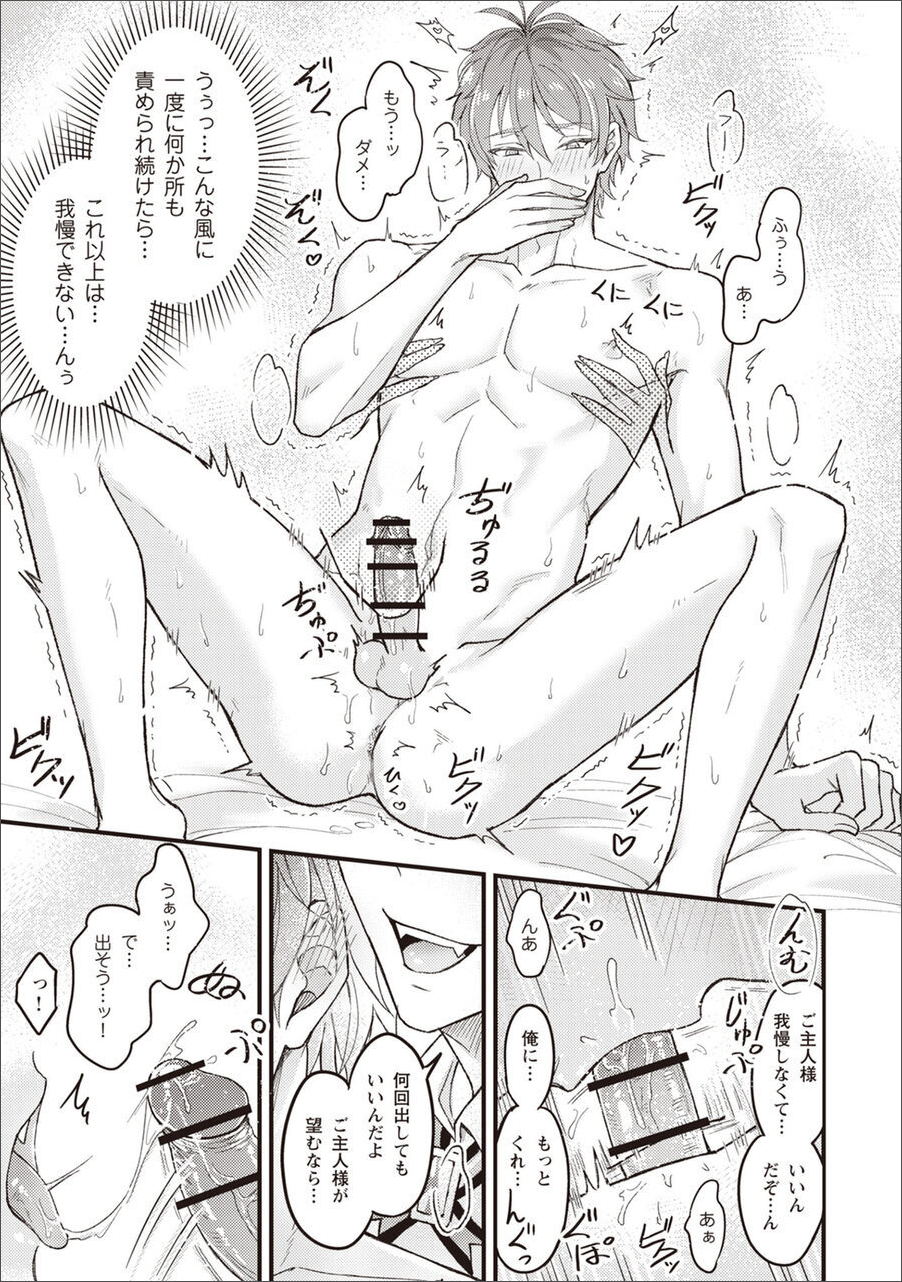 ふぅ…う
あ…
もう…ッ
ダメ…
うぅっ…こんな風に
一度に何か所も
責められ続けたら…
これ以上は…
我慢できない…んぅ
ビクッ
ぞく
ぞく♡
くに
くに
ぢゅるる
ぢゅぷ
ビクッ
ビクッ♡
ビクッ
ひく♡
んむ
ご主人様
我慢しなくて…
いいん
だぞ…ん
じゅぷ
ぐぷ
んあ
もっと
俺に…
くれ…んぐっ
ぐぽ
あぁ
何回出しても
いいんだよ
ご主人様が
望むなら…
うぁッ…
で…
出そう…ッ！
ぬぷ
っ！